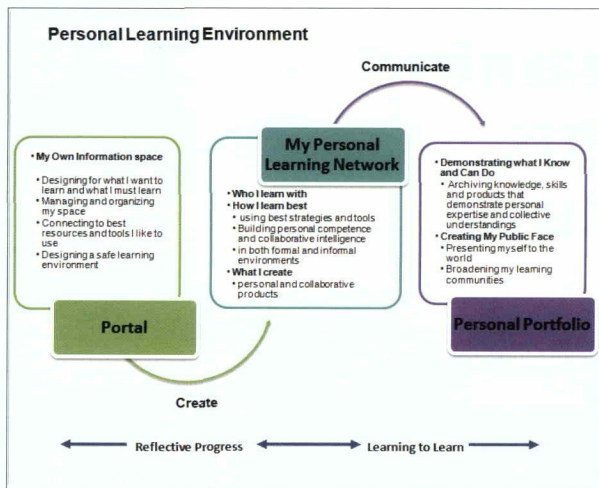 Personal Learning Environment
Communicate
• My Own Information space
• Designing for what I want to
learn and what I must learn
• Managing and organizing
my space
• Connecting to best
resources and tools I like to
use
• Designing a safe learning
environment
Portal
My Personal
Learning Network
• Who I learn with
• How I learn best
• using best strategies and tools
• Building personal competence
and collaborative intelligence
• in both formal and informal
environments
• What I create
• personal and collaborative
products
• Demonstrating what I Know
and Can Do
• Archiving knowledge, skills
and products that
demonstrate personal
expertise and collective
understandings
• Creating My Public Face
• Presenting myself to the
world
• Broadening my learning
communities
Personal Portfolio
Create
Reflective Progress
Learning to Learn